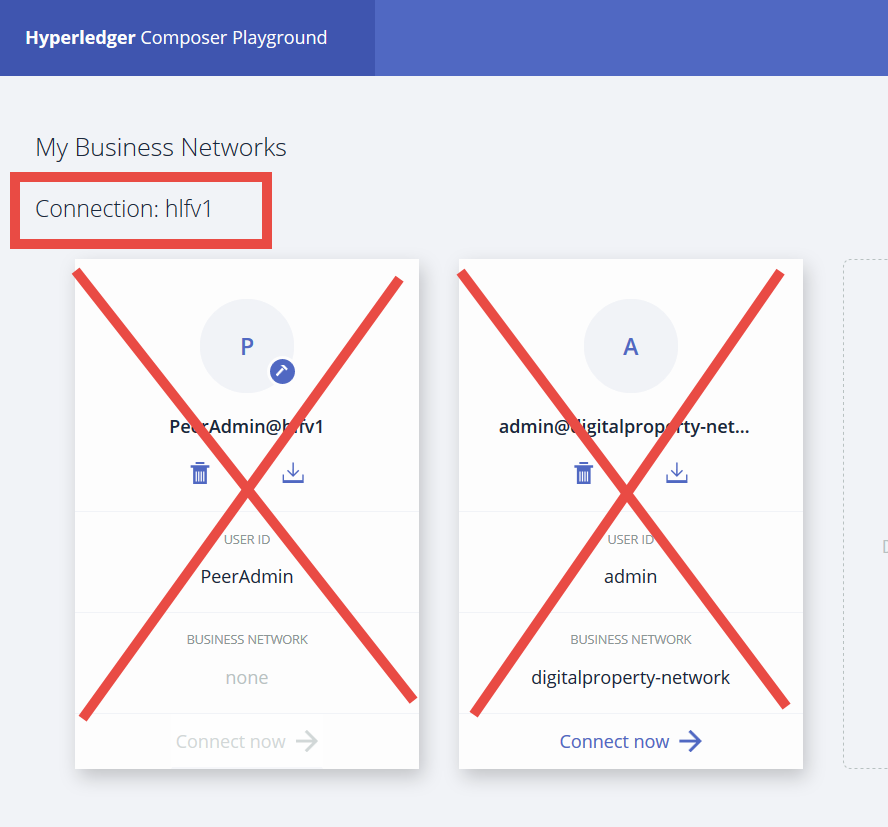 Hyperledger Composer Playground
My Business Networks
Connection: hlfv1
P
PeerAdmin@hlfv1
USER ID
PeerAdmin
BUSINESS NETWORK
none
Connect now
A
admin@digitalproperty-net...
USER ID
admin
BUSINESS NETWORK
digitalproperty-network
Connect now